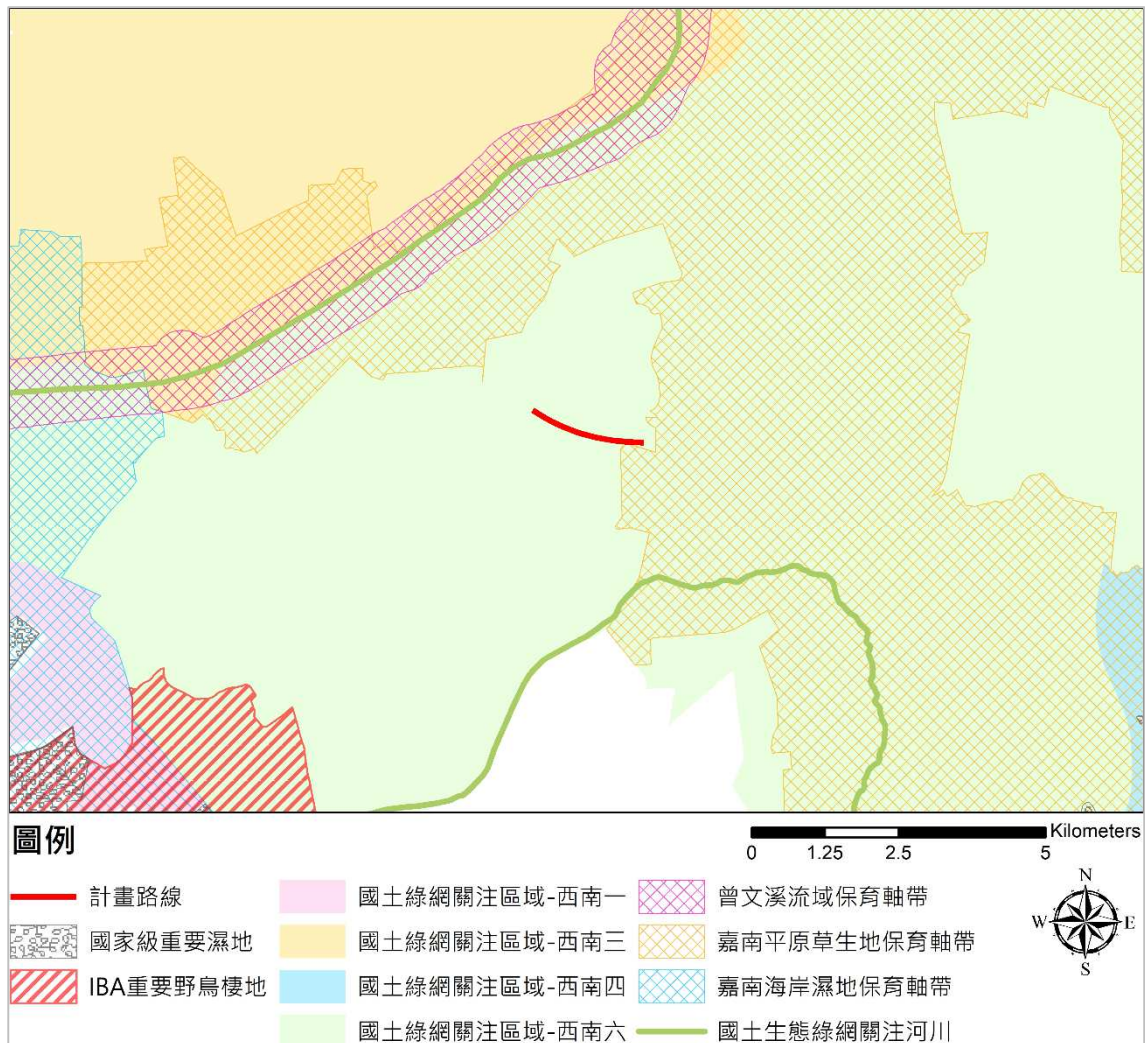 圖例
Kilometers
0 1.25 2.5 5
計畫路線
國家級重要濕地
IBA重要野鳥棲地
國土綠網關注區域-西南一
國土綠網關注區域-西南三
國土綠網關注區域-西南四
國土綠網關注區域-西南六
曾文溪流域保育軸帶
嘉南平原草生地保育軸帶
嘉南海岸濕地保育軸帶
國土生態綠網關注河川
N
W E
S